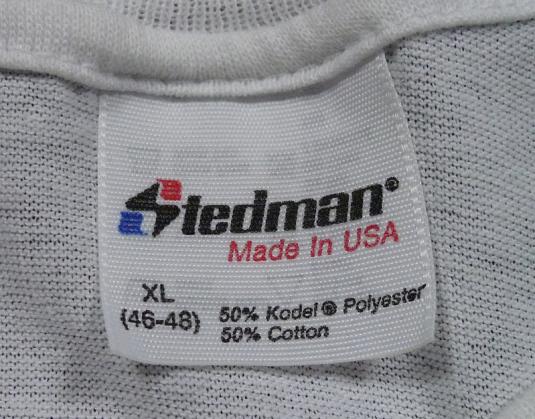 Stedman®
Made In USA
XL
(46-48)
50% Kodel® Polyester
50% Cotton